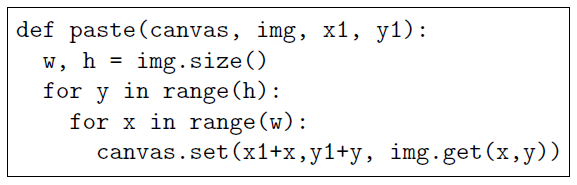 def paste(canvas, img, x1, y1):
  w, h = img.size()
  for y in range(h):
    for x in range(w):
      canvas.set(x1+x,y1+y, img.get(x,y))